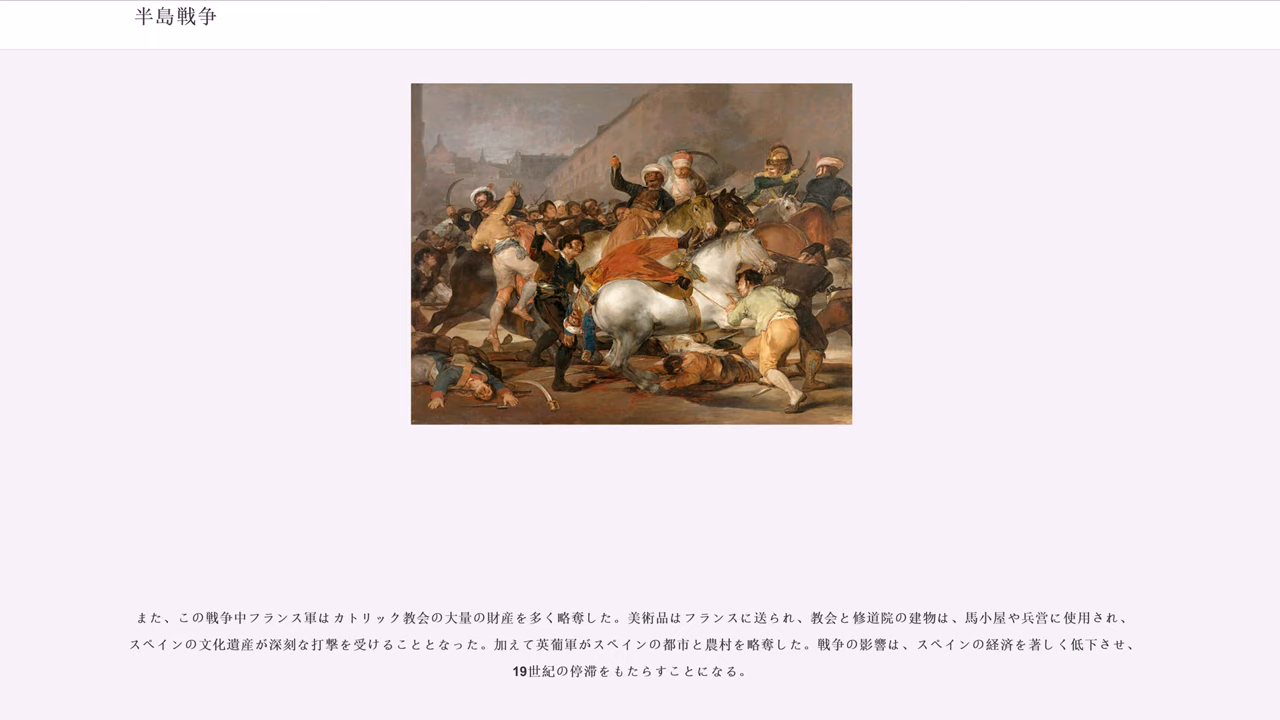 半島戦争
また、この戦争中フランス軍はカトリック教会の大量の財産を多く略奪した。美術品はフランスに送られ、教会と修道院の建物は、馬小屋や兵営に使用され、
スペインの文化遺産が深刻な打撃を受けることとなった。加えて英葡軍がスペインの都市と農村を略奪した。戦争の影響は、スペインの経済を著しく低下させ、
19世紀の停滞をもたらすことになる。